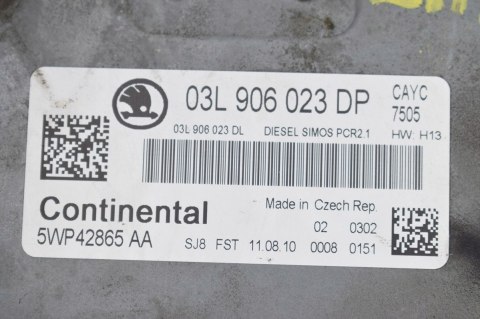 03L 906 023 DP CAYC
7505
03L 906 023 DL DIESEL SIMOS PCR2.1 HW: H13
Continental
Made in Czech Rep.
02 0302
5WP42865 AA
SJ8 FST 11.08.10 0008 0151